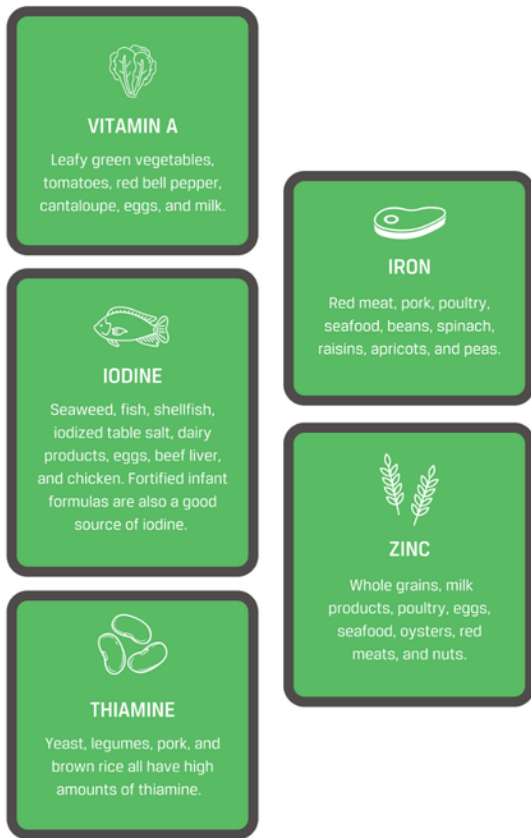 VITAMIN A
Leafy green vegetables,
tomatoes, red bell pepper,
cantaloupe, eggs, and milk.
IRON
Red meat, pork, poultry,
seafood, beans, spinach,
raisins, apricots, and peas.
IODINE
Seaweed, fish, shellfish,
iodized table salt, dairy
products, eggs, beef liver,
and chicken. Fortified infant
formulas are also a good
source of iodine.
ZINC
Whole grains, milk
products, poultry, eggs,
seafood, oysters, red
meats, and nuts.
THIAMINE
Yeast, legumes, pork, and
brown rice all have high
amounts of thiamine.